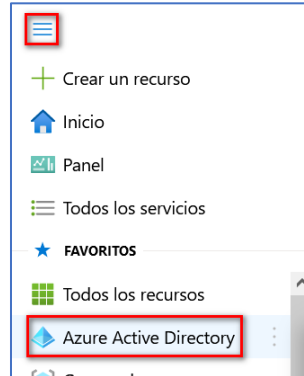 Crear un recurso
Inicio
Panel
Todos los servicios
FAVORITOS
Todos los recursos
Azure Active Directory